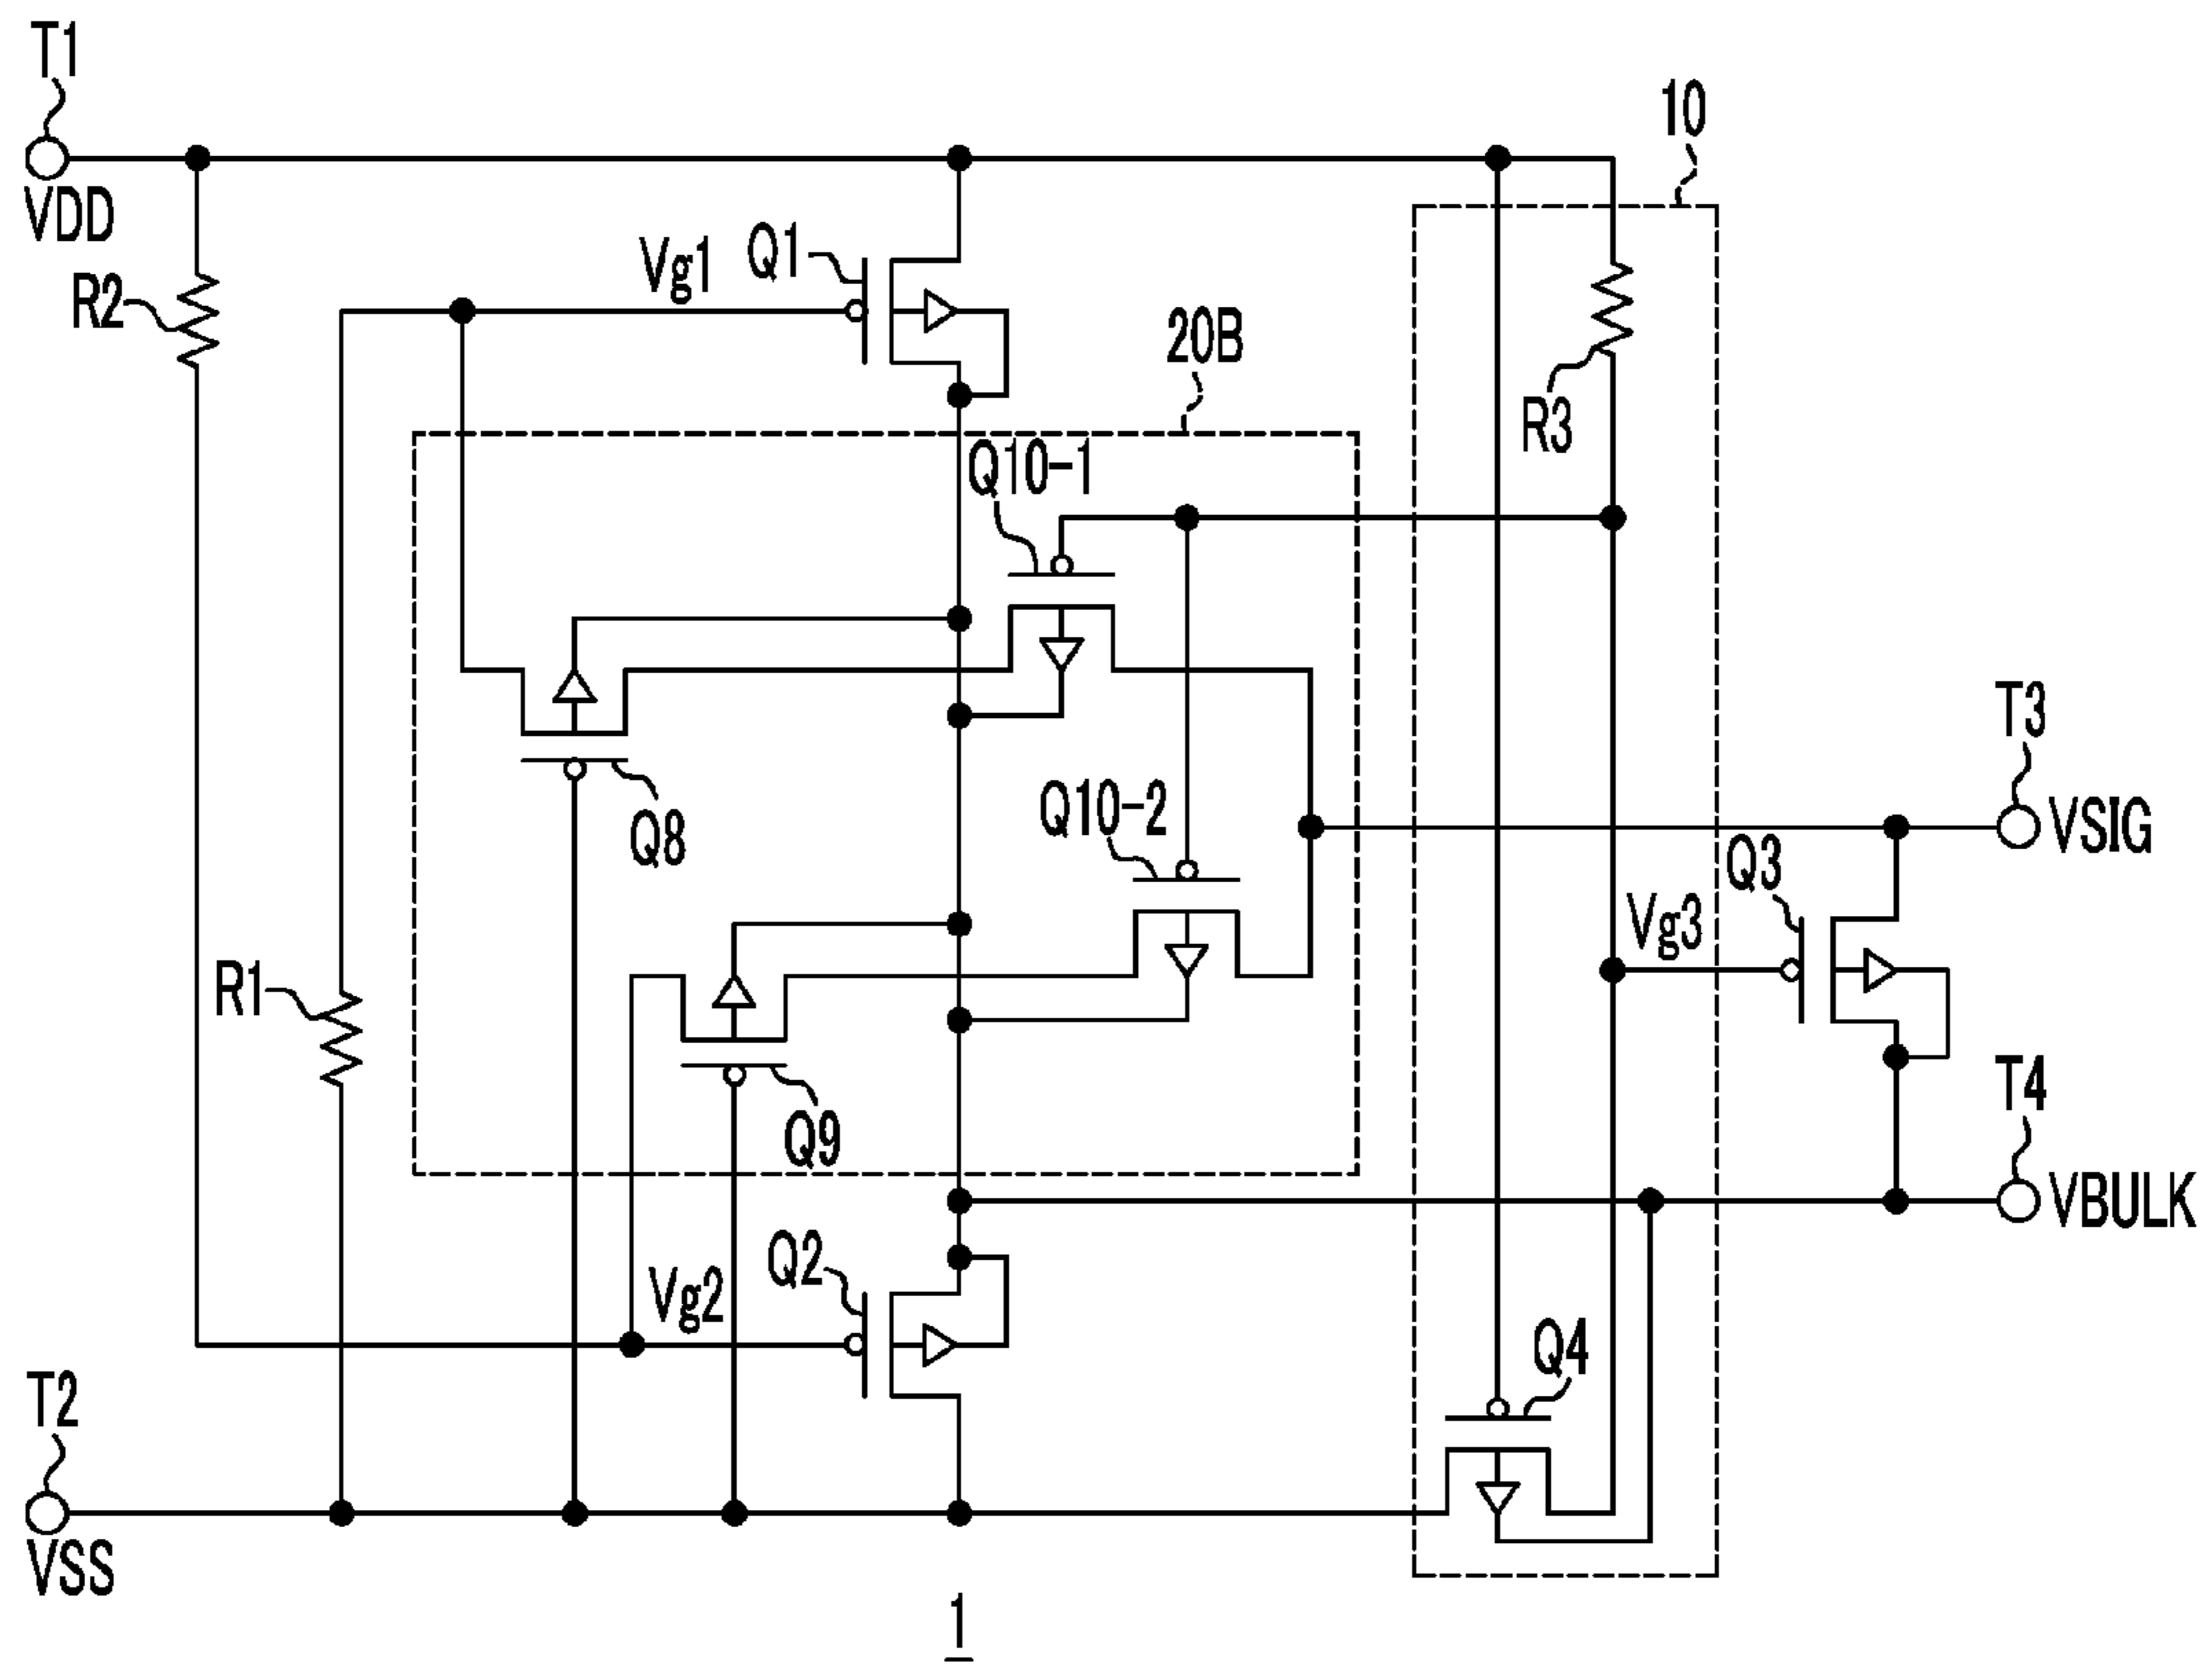 T1
10
VDD
Vg1
Q1
R2
20B
R3
Q10-1
T3
Q10-2
VSIG
Q8
Q3
Vg3
R1
T4
Q9
VBULK
Q2
Vg2
Q4
T2
VSS
1